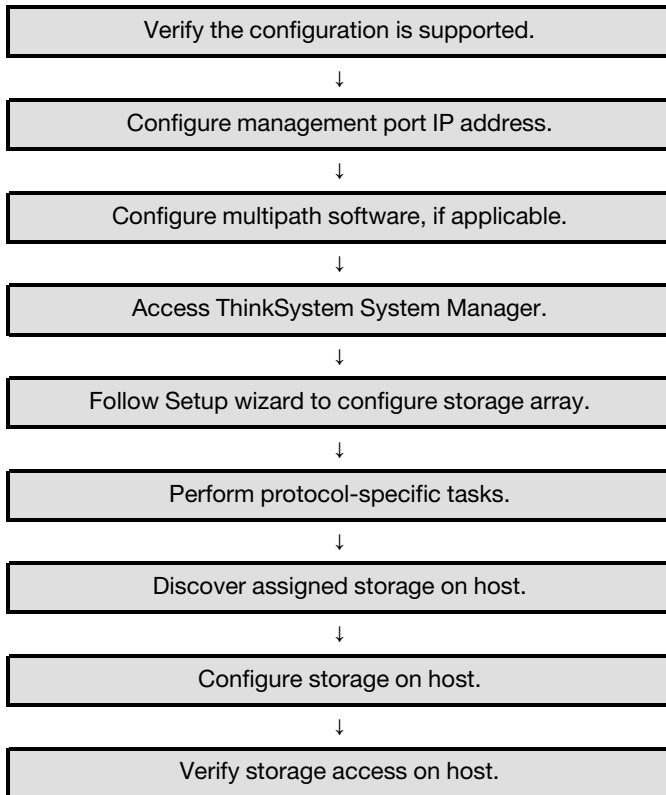 Verify the configuration is supported.
↓
Configure management port IP address.
↓
Configure multipath software, if applicable.
↓
Access ThinkSystem System Manager.
↓
Follow Setup wizard to configure storage array.
↓
Perform protocol-specific tasks.
↓
Discover assigned storage on host.
↓
Configure storage on host.
↓
Verify storage access on host.